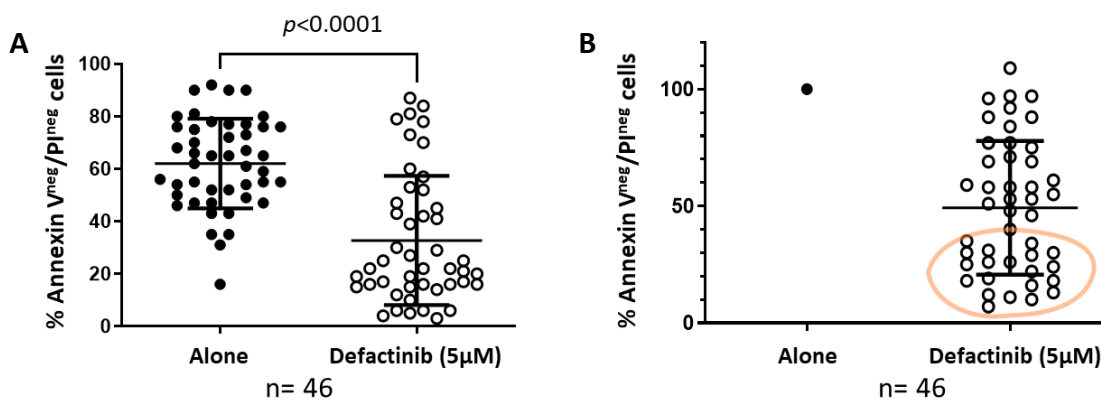 A
p<0.0001
% Annexin Vneg/PIneg cells
100
80
60
40
20
0
Alone
Defactinib (5µM)
n= 46
B
% Annexin Vneg/PIneg cells
100
50
0
Alone
Defactinib (5µM)
n= 46